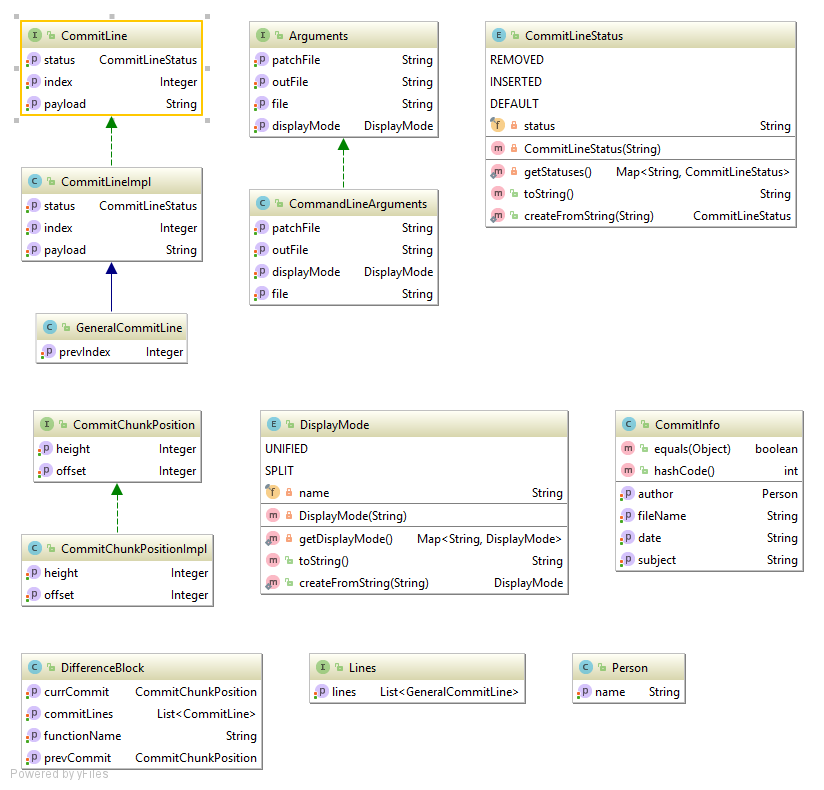 I CommitLine
p status CommitLineStatus
p index Integer
p payload String
I Arguments
p patchFile String
p outFile String
p file String
p displayMode DisplayMode
E CommitLineStatus
REMOVED
INSERTED
DEFAULT
f status String
m CommitLineStatus(String)
m getStatuses() Map<String, CommitLineStatus>
m toString() String
m createFromString(String) CommitLineStatus
C CommitLineImpl
p status CommitLineStatus
p index Integer
p payload String
C CommandLineArguments
p patchFile String
p outFile String
p displayMode DisplayMode
p file String
C GeneralCommitLine
p prevIndex Integer
I CommitChunkPosition
p height Integer
p offset Integer
E DisplayMode
UNIFIED
SPLIT
f name String
m DisplayMode(String)
m getDisplayMode() Map<String, DisplayMode>
m toString() String
m createFromString(String) DisplayMode
C CommitInfo
m equals(Object) boolean
m hashCode() int
p author Person
p fileName String
p date String
p subject String
C CommitChunkPositionImpl
p height Integer
p offset Integer
C DifferenceBlock
p currCommit CommitChunkPosition
p commitLines List<CommitLine>
p functionName String
p prevCommit CommitChunkPosition
I Lines
p lines List<GeneralCommitLine>
C Person
p name String
Powered by yFiles